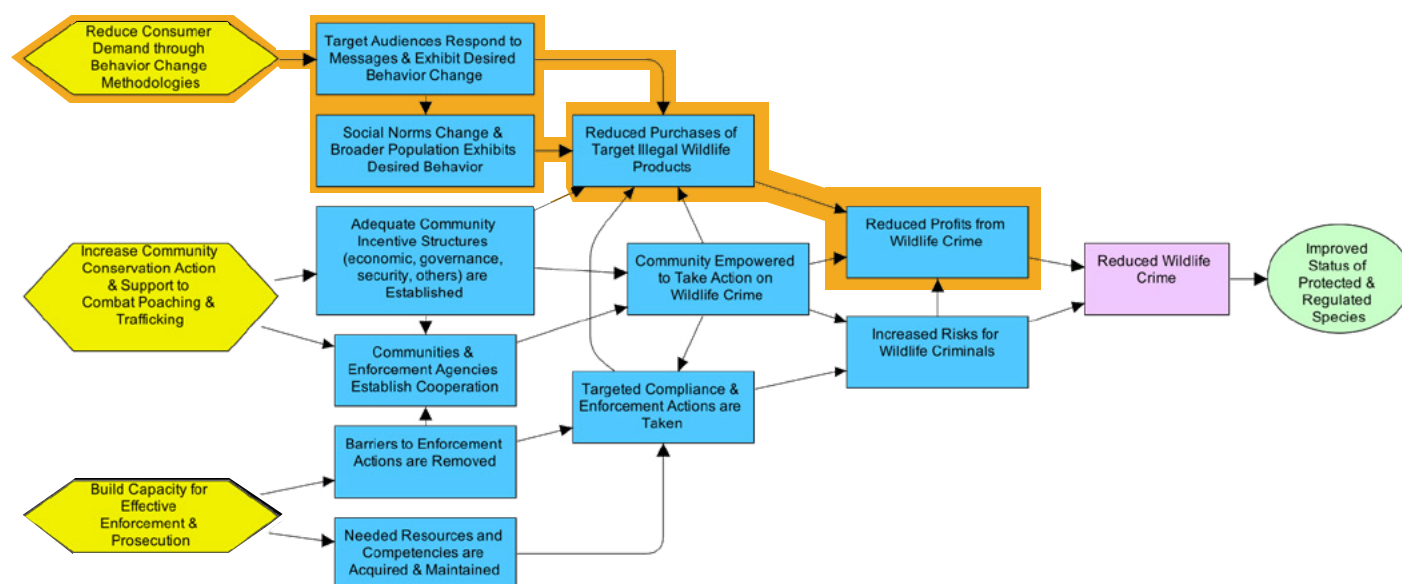 Reduce Consumer
Demand through
Behavior Change
Methodologies
Target Audiences Respond to
Messages & Exhibit Desired
Behavior Change
Social Norms Change &
Broader Population Exhibits
Desired Behavior
Reduced Purchases of
Target Illegal Wildlife
Products
Increase Community
Conservation Action
& Support to
Combat Poaching &
Trafficking
Adequate Community
Incentive Structures
(economic, governance,
security, others) are
Established
Community Empowered
to Take Action on
Wildlife Crime
Reduced Profits from
Wildlife Crime
Reduced Wildlife
Crime
Improved
Status of
Protected &
Regulated
Species
Communities &
Enforcement Agencies
Establish Cooperation
Increased Risks for
Wildlife Criminals
Targeted Compliance &
Enforcement Actions are
Taken
Barriers to Enforcement
Actions are Removed
Build Capacity for
Effective
Enforcement &
Prosecution
Needed Resources and
Competencies are
Acquired & Maintained